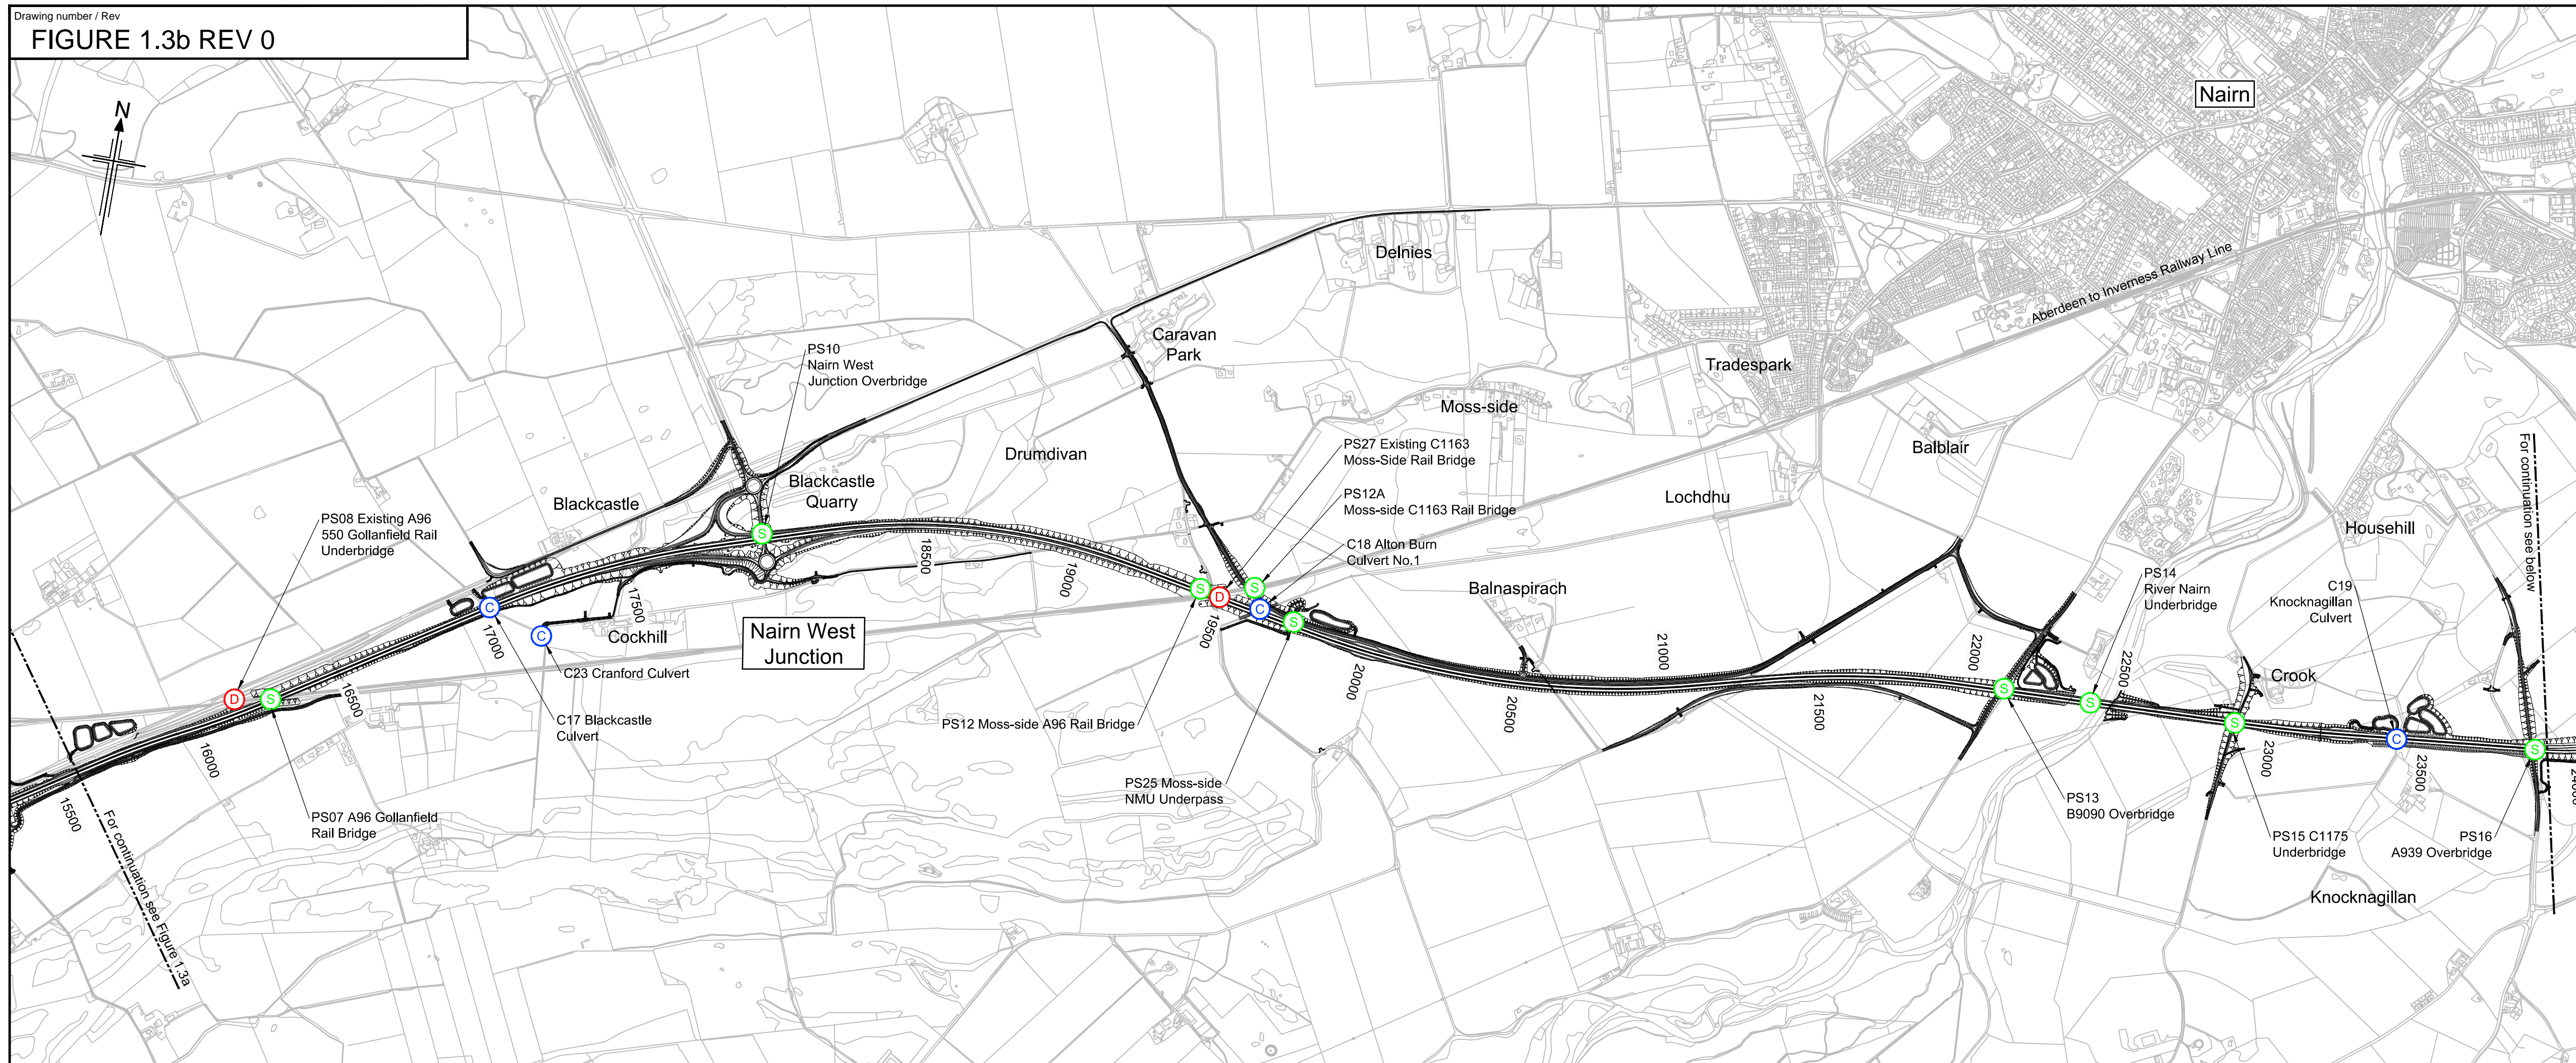 Drawing number / Rev
FIGURE 1.3b REV 0
N
Nairn
Delnies
Aberdeen to Inverness Railway Line
Caravan
Park
PS10
Nairn West
Junction Overbridge
Tradespark
Moss-side
Drumdivan
PS27 Existing C1163
Moss-Side Rail Bridge
Balblair
For continuation see below
Blackcastle
Quarry
Blackcastle
PS12A
Moss-side C1163 Rail Bridge
Lochdhu
PS08 Existing A96
550 Gollanfield Rail
Underbridge
C18 Alton Burn
Culvert No.1
Househill
PS14
River Nairn
Underbridge
C19
Knocknagillan
Culvert
Balnaspirach
S
S
D
S
C
S
C
C
D
S
S
S
S
C
S
Cockhill
Nairn West
Junction
C23 Cranford Culvert
Crook
C17 Blackcastle
Culvert
PS12 Moss-side A96 Rail Bridge
15500
16000
16500
17000
17500
18500
19000
19500
20000
20500
21000
21500
22000
22500
23000
23500
PS25 Moss-side
NMU Underpass
PS07 A96 Gollanfield
Rail Bridge
PS13
B9090 Overbridge
PS15 C1175
Underbridge
PS16
A939 Overbridge
For continuation see Figure 1.3a
Knocknagillan